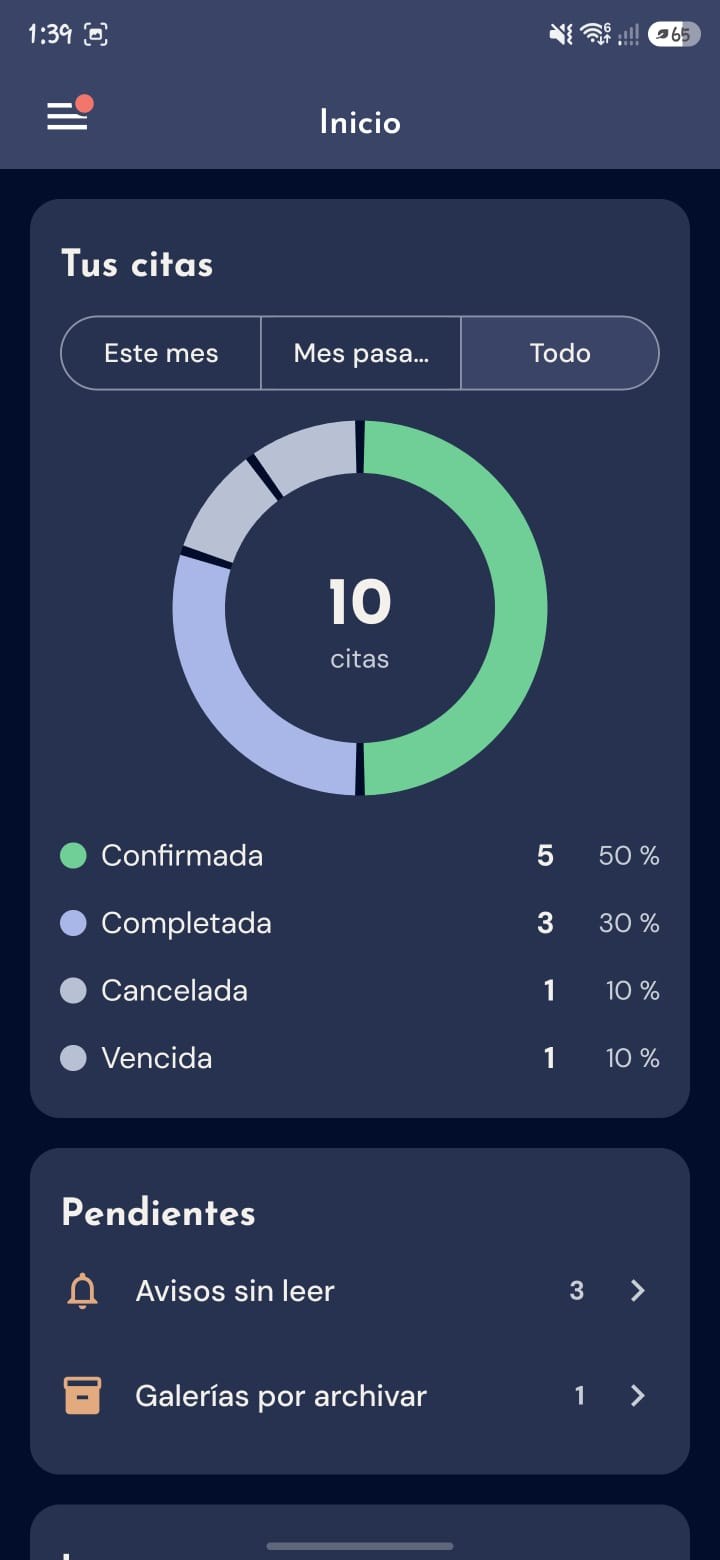 1:39 6 65
Inicio
Tus citas
Este mes Mes pasa... Todo
10
citas
Confirmada 5 50 %
Completada 3 30 %
Cancelada 1 10 %
Vencida 1 10 %
Pendientes
Avisos sin leer 3
Galerías por archivar 1